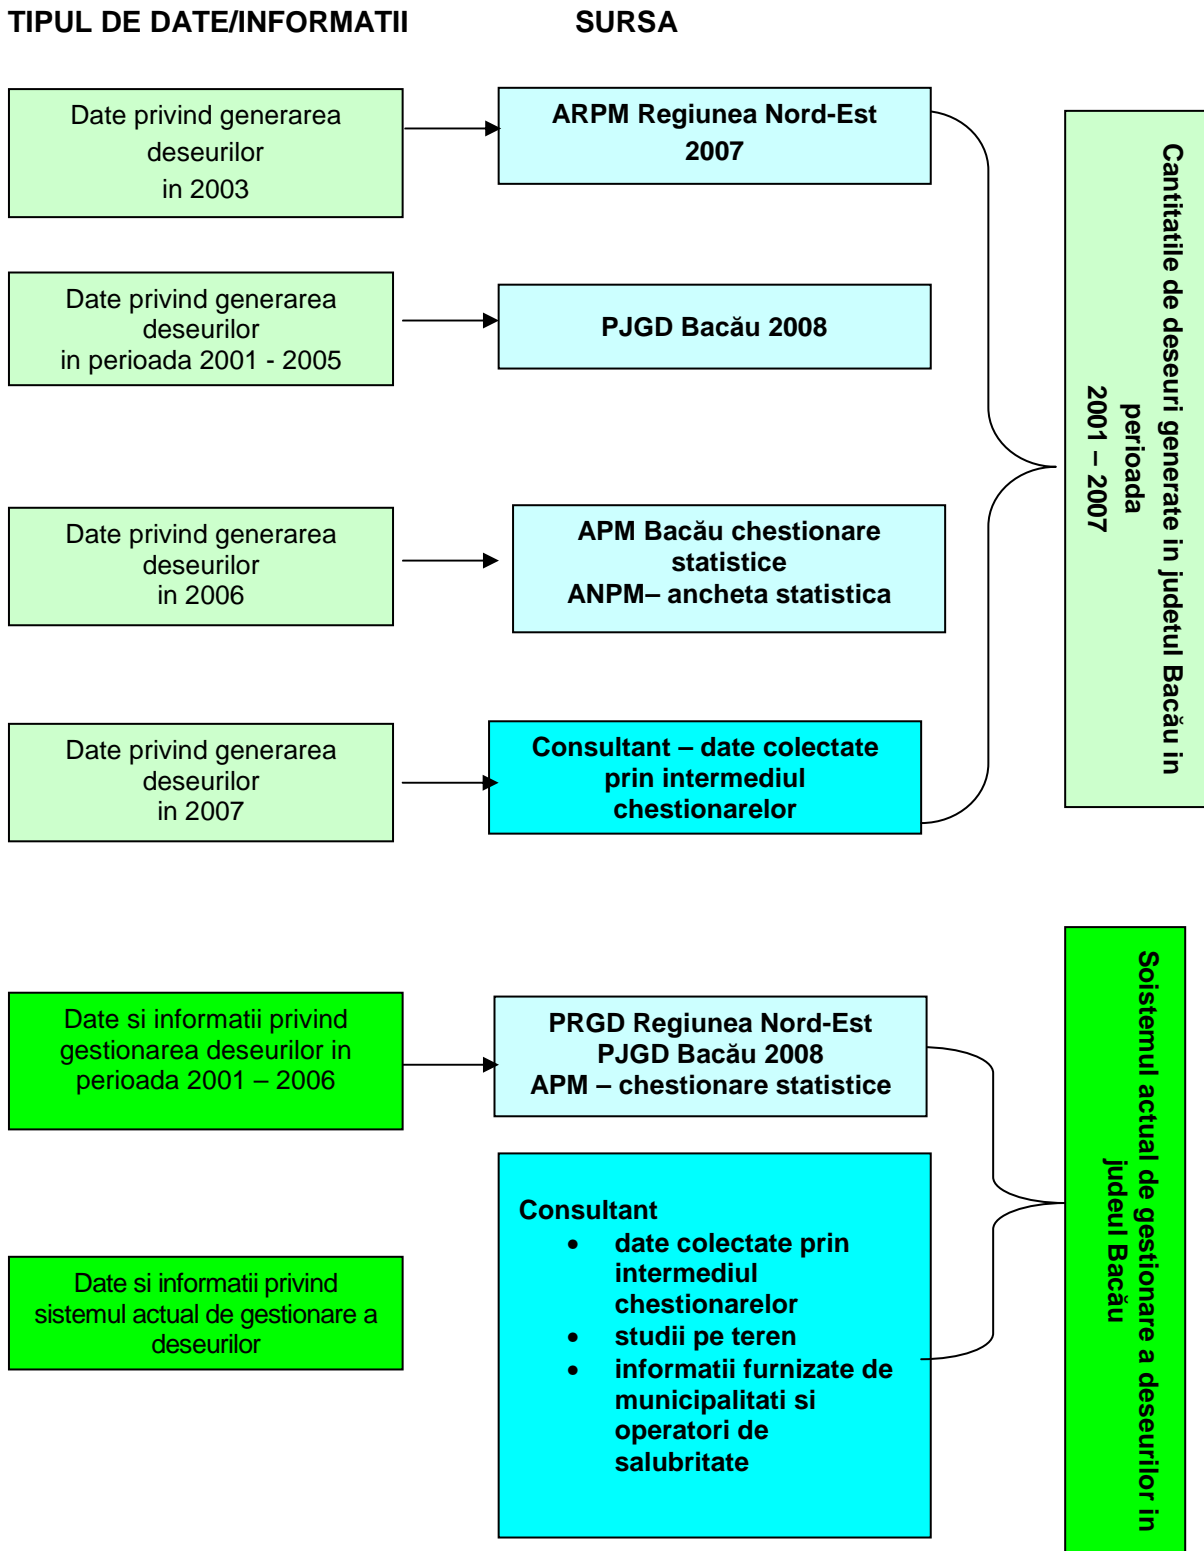 TIPUL DE DATE/INFORMATII SURSA
Date privind generarea
deseurilor
in 2003
ARPM Regiunea Nord-Est
2007
Date privind generarea
deseurilor
in perioada 2001 - 2005
PJGD Bacău 2008
Date privind generarea
deseurilor
in 2006
APM Bacău chestionare
statistice
ANPM– ancheta statistica
Date privind generarea
deseurilor
in 2007
Consultant – date colectate
prin intermediul
chestionarelor
Cantitatile de deseuri generate in judetul Bacău in
perioada
2001 – 2007
Date si informatii privind
gestionarea deseurilor in
perioada 2001 – 2006
PRGD Regiunea Nord-Est
PJGD Bacău 2008
APM – chestionare statistice
Date si informatii privind
sistemul actual de gestionare a
deseurilor
Consultant
• date colectate prin
intermediul
chestionarelor
• studii pe teren
• informatii furnizate de
municipalitati si
operatori de
salubritate
Soistemul actual de gestionare a deseurilor in
judeul Bacău